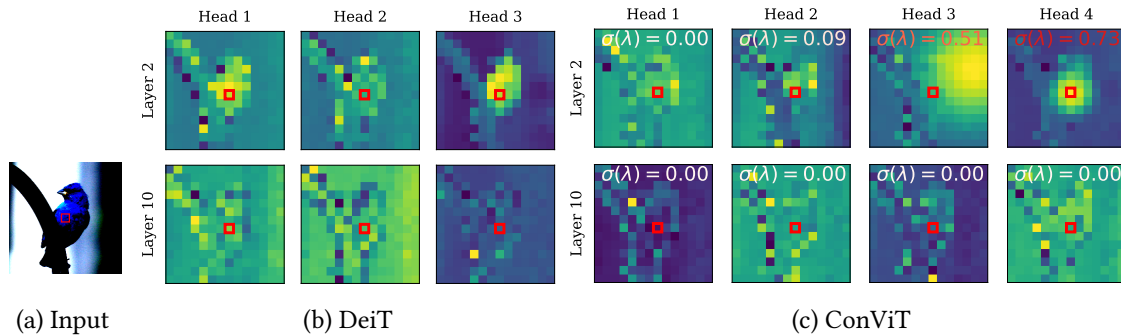 Head 1
Head 2
Head 3
Head 1
Head 2
Head 3
Head 4
Layer 2
σ(λ) = 0.00
σ(λ) = 0.09
σ(λ) = 0.51
σ(λ) = 0.73
Layer 2
Layer 10
σ(λ) = 0.00
σ(λ) = 0.00
σ(λ) = 0.00
σ(λ) = 0.00
Layer 10
(a) Input
(b) DeiT
(c) ConViT